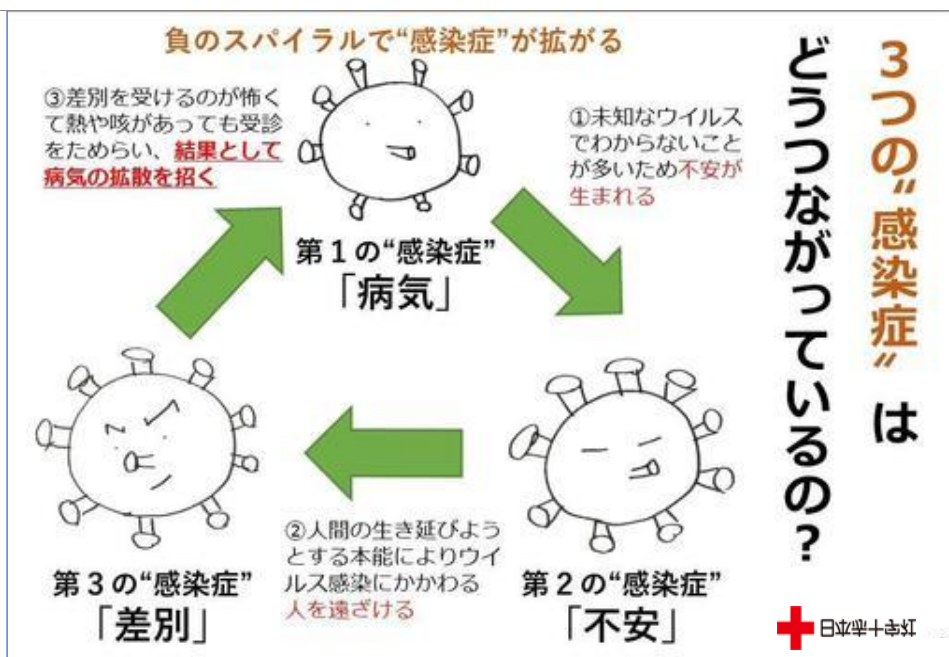 3つの“感染症”は
どうつながっているの？
負のスパイラルで“感染症”が拡がる
①未知なウイルス
でわからないこと
が多いため不安が
生まれる
②人間の生き延びよう
とする本能によりウイ
ルス感染にかかわる
人を遠ざける
③差別を受けるのが怖く
て熱や咳があっても受診
をためらい、結果として
病気の拡散を招く
第1の“感染症”
「病気」
第2の“感染症”
「不安」
第3の“感染症”
「差別」